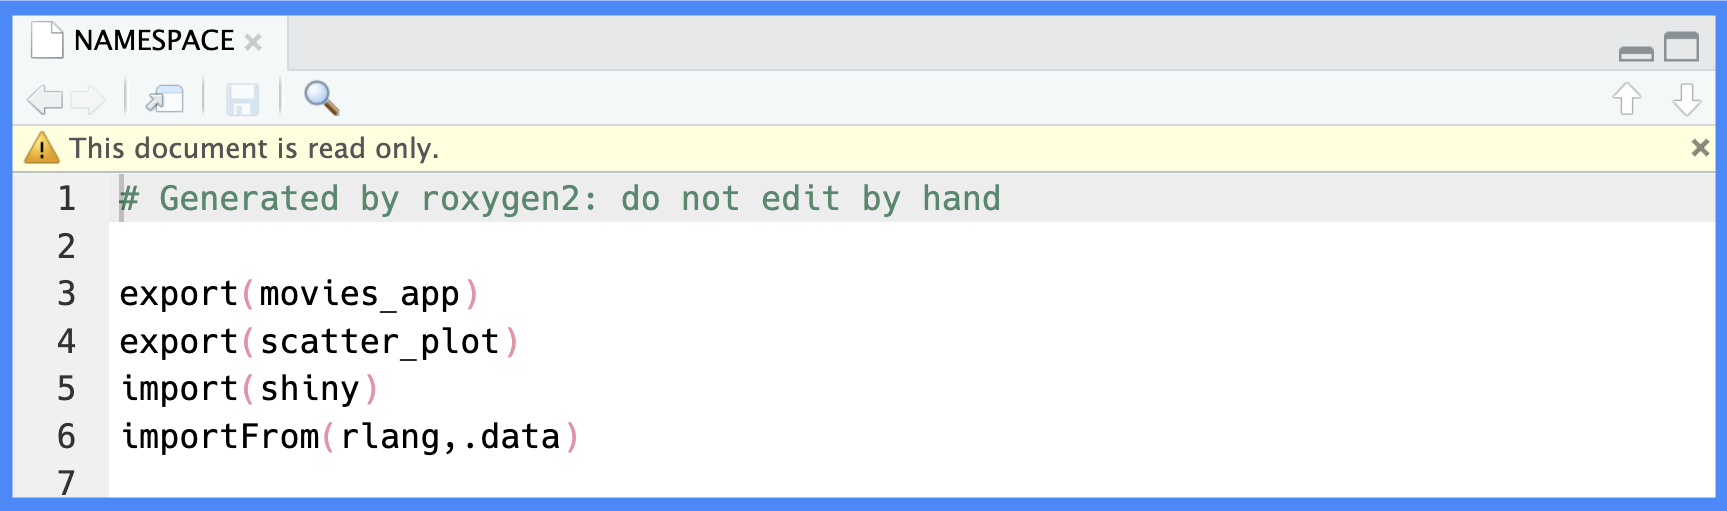 NAMESPACE
This document is read only.
1 # Generated by roxygen2: do not edit by hand
2
3 export(movies_app)
4 export(scatter_plot)
5 import(shiny)
6 importFrom(rlang,.data)
7